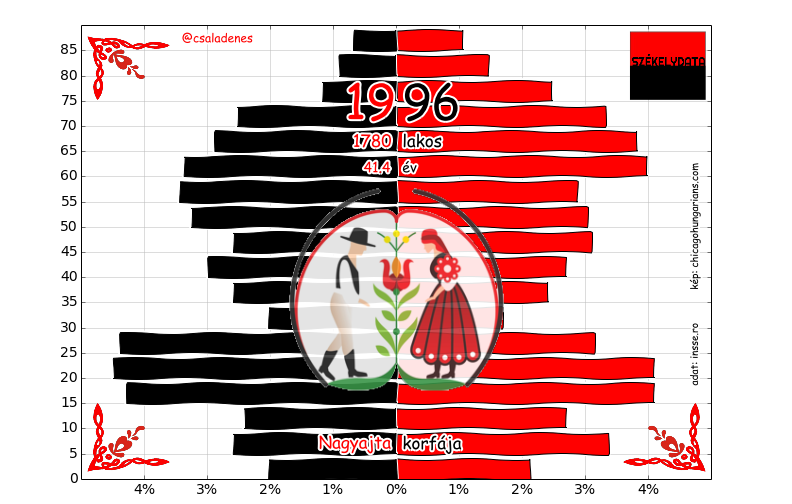 @csaladenes
SZÉKELYDATA
1996
1780 lakos
41.4 év
kép: chicagohungarians.com
adat: insse.ro
Nagyajta korfája
85
80
75
70
65
60
55
50
45
40
35
30
25
20
15
10
5
0
4% 3% 2% 1% 0% 1% 2% 3% 4%